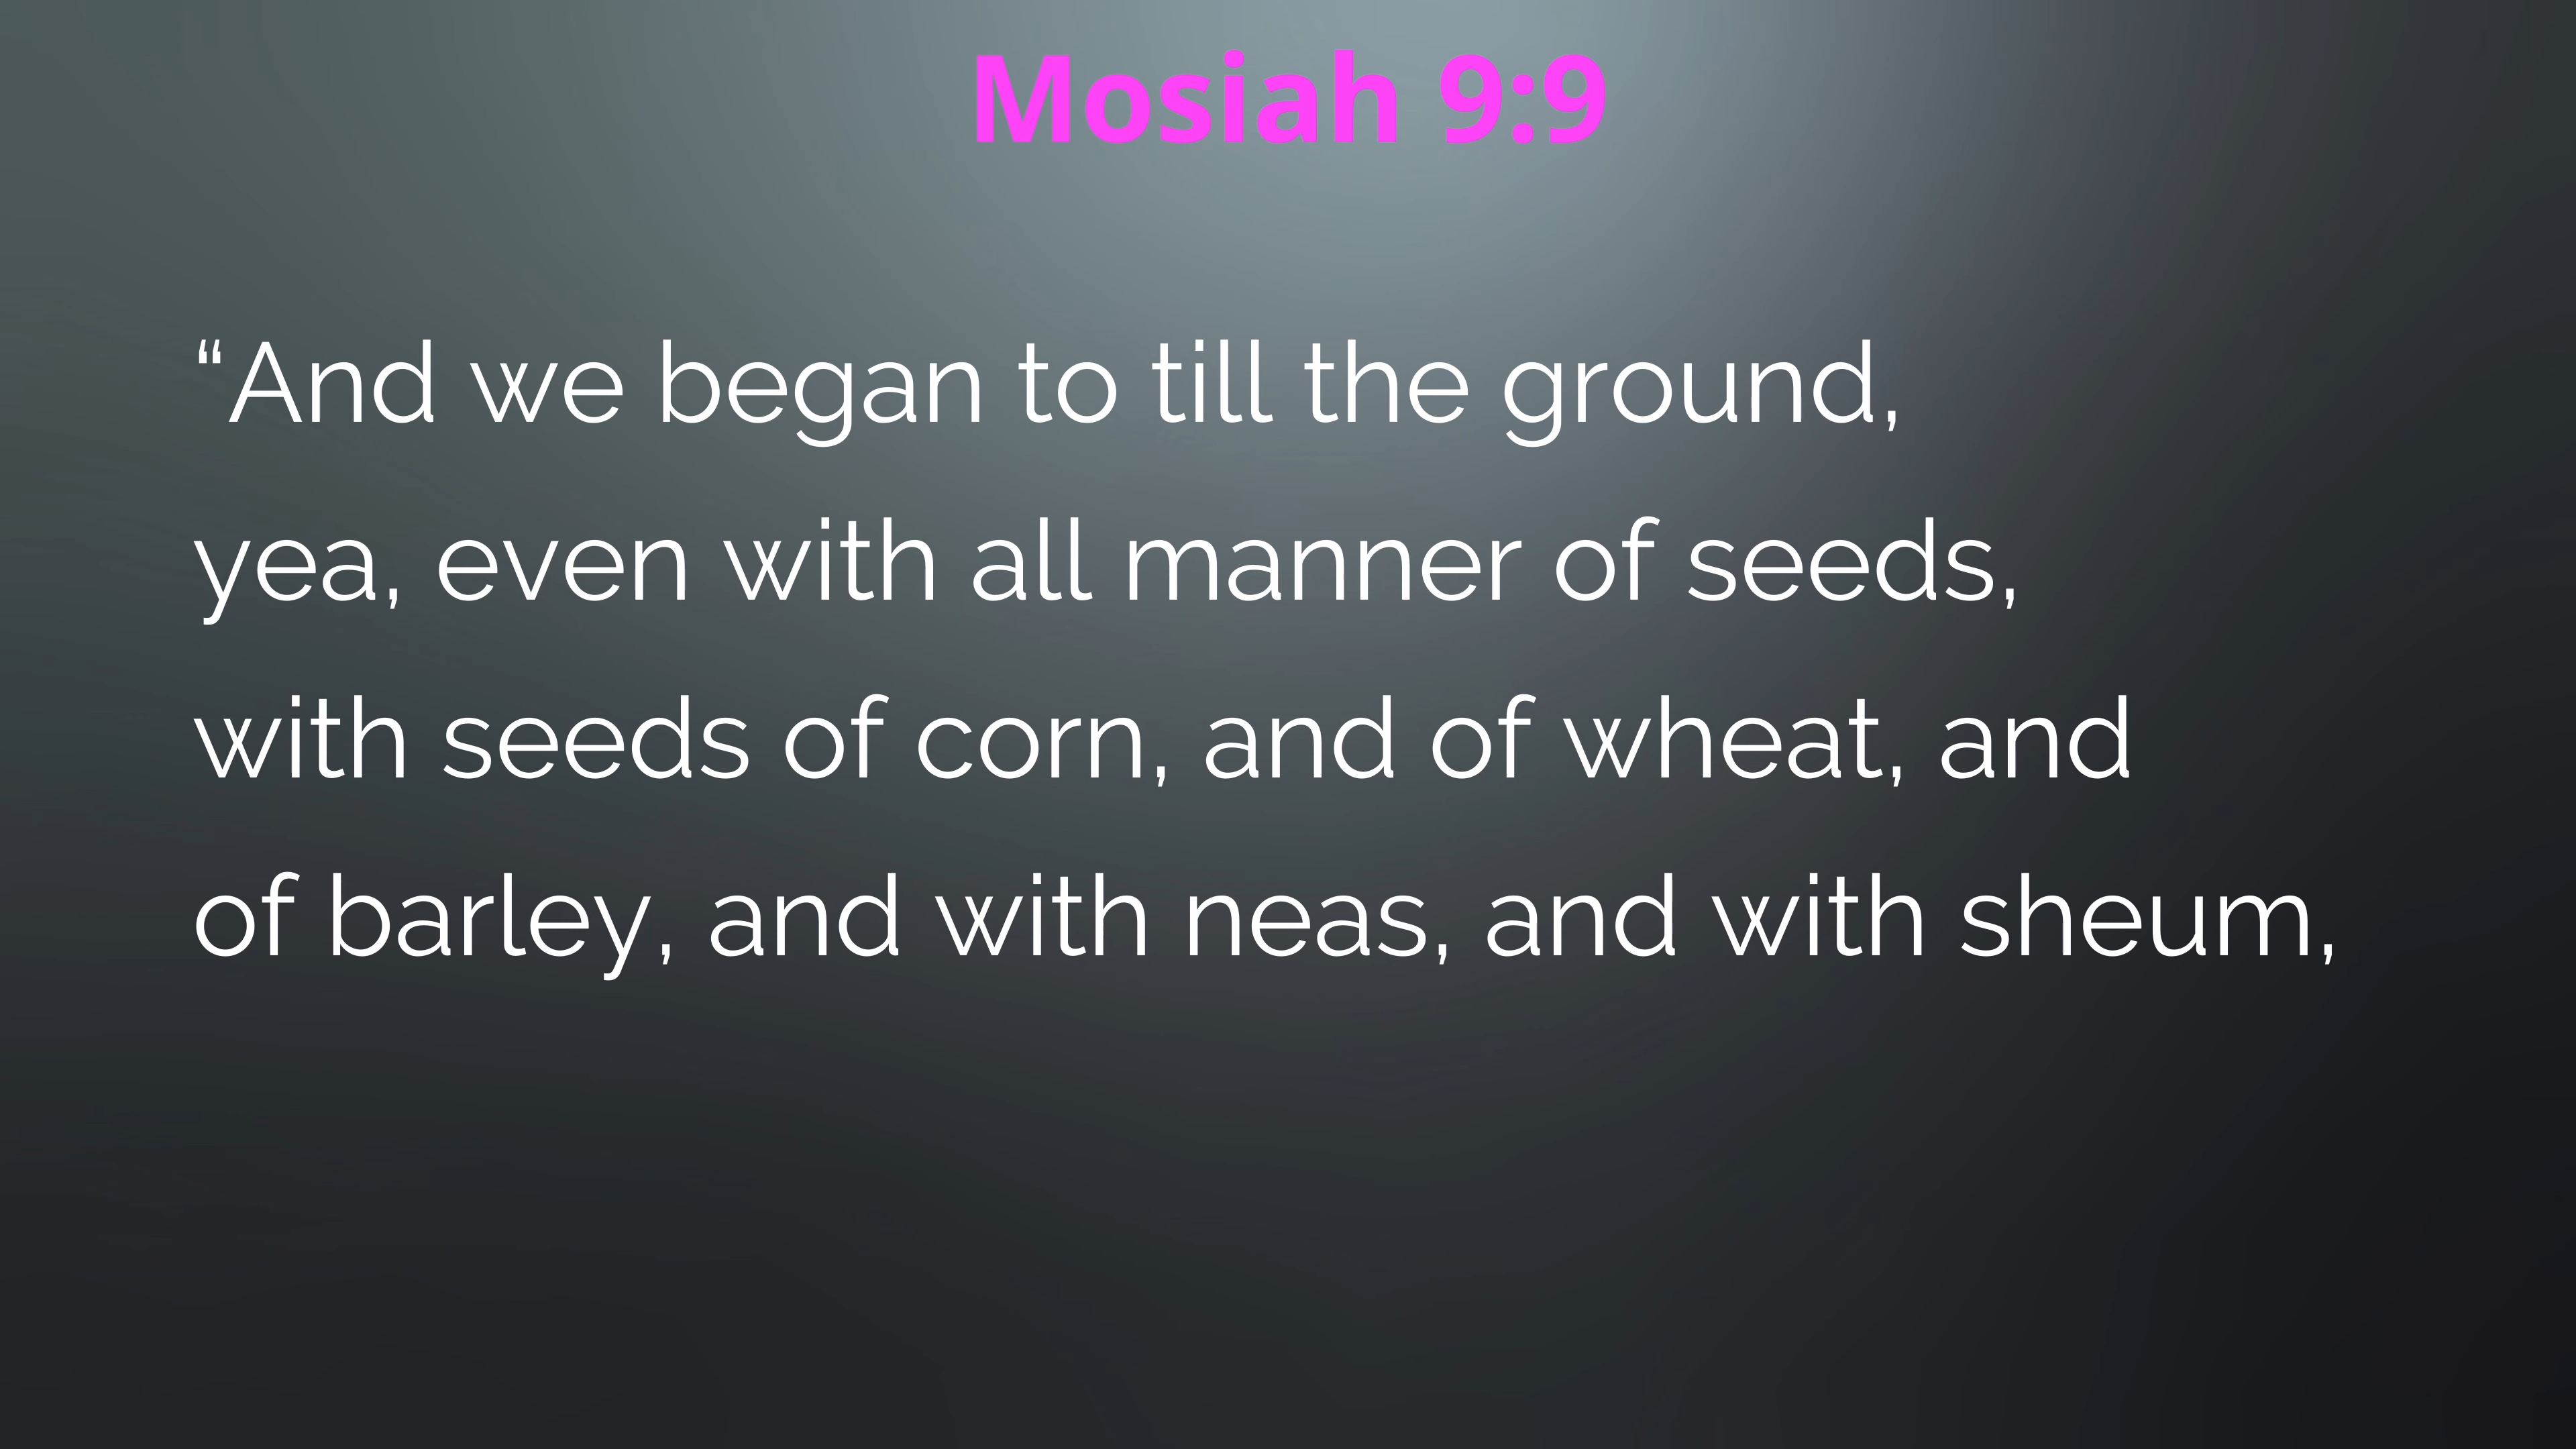 Mosiah 9:9
“And we began to till the ground,
yea, even with all manner of seeds,
with seeds of corn, and of wheat, and
of barley, and with neas, and with sheum,